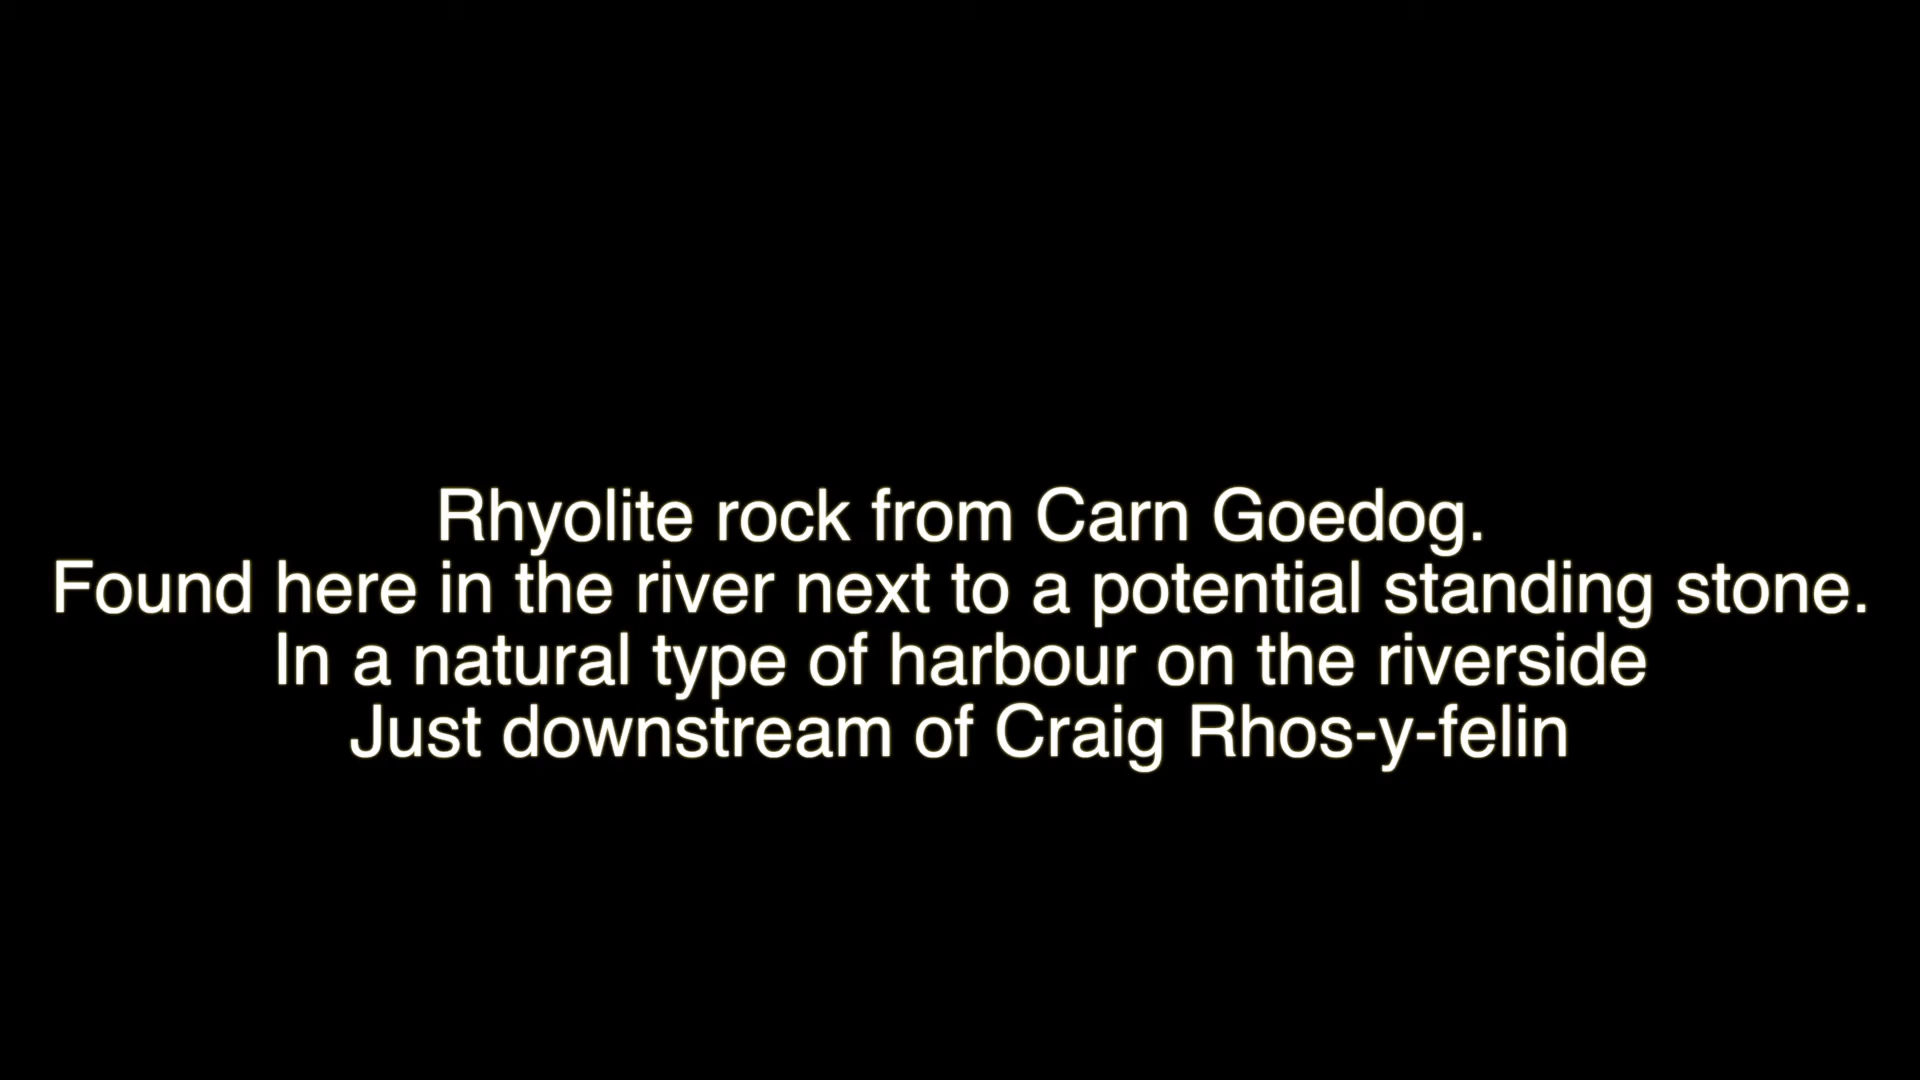 Rhyolite rock from Carn Goedog.
Found here in the river next to a potential standing stone.
In a natural type of harbour on the riverside
Just downstream of Craig Rhos-y-felin